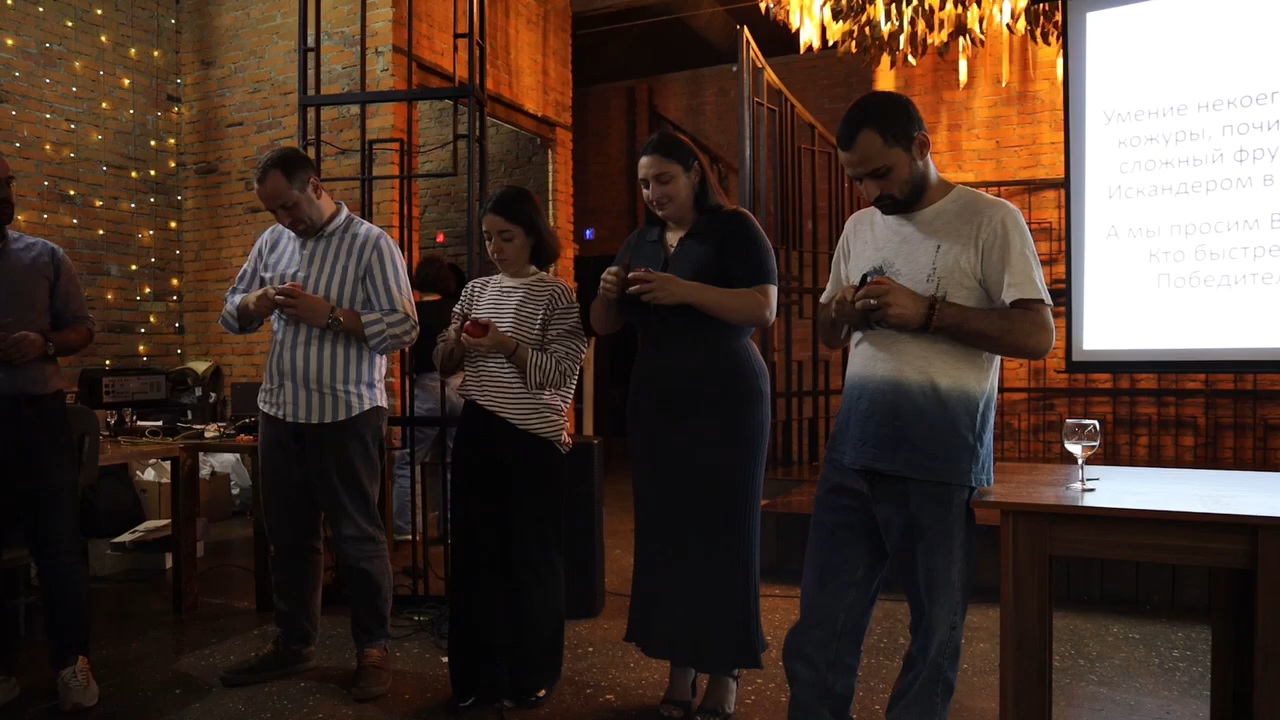 Умение некоег
кожуры, почи
сложный фру
Искандером в
А мы просим В
Кто быстре
Победител